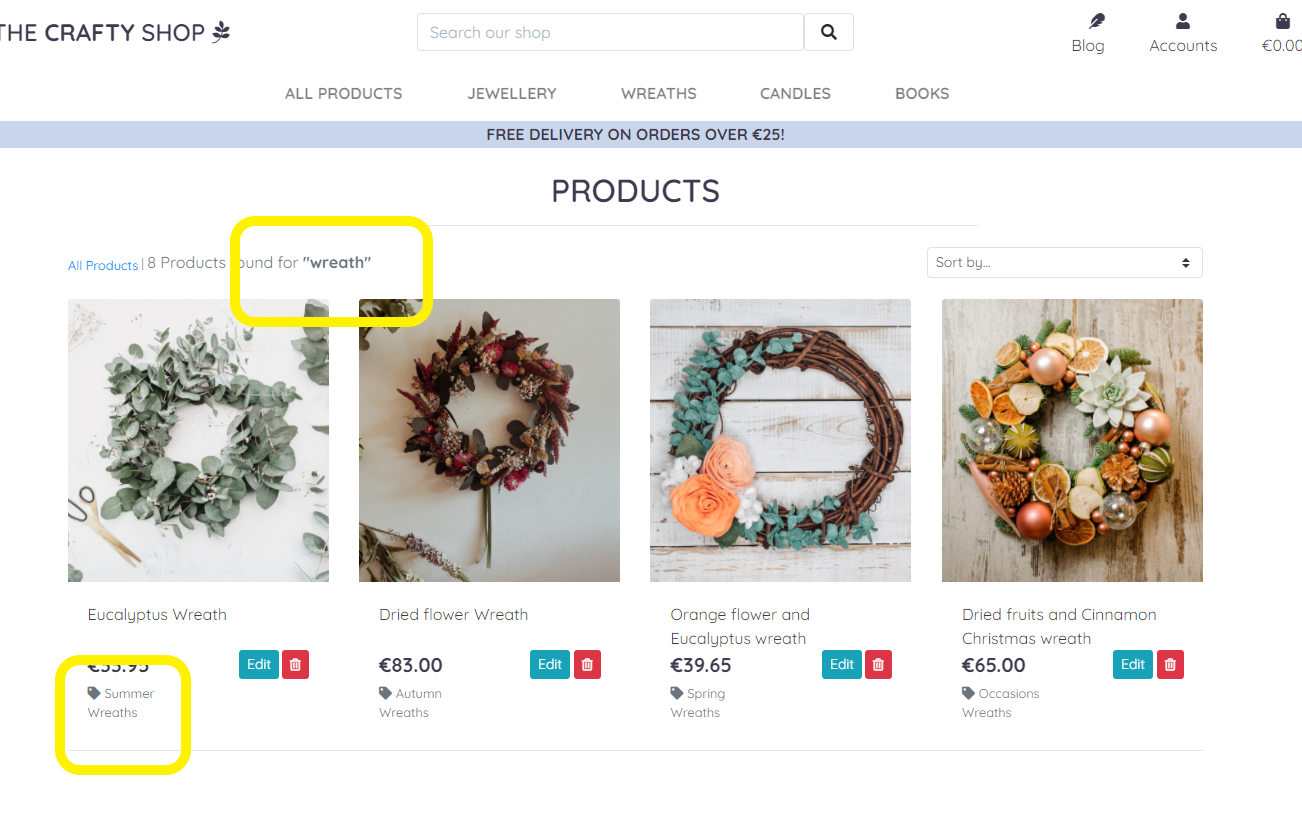 THE CRAFTY SHOP
Search our shop
Blog
Accounts
€0.00
ALL PRODUCTS
JEWELLERY
WREATHS
CANDLES
BOOKS
FREE DELIVERY ON ORDERS OVER €25!
PRODUCTS
All Products | 8 Products found for "wreath"
Sort by...
Eucalyptus Wreath
€53.95
Edit
Summer
Wreaths
Dried flower Wreath
€83.00
Edit
Autumn
Wreaths
Orange flower and
Eucalyptus wreath
€39.65
Edit
Spring
Wreaths
Dried fruits and Cinnamon
Christmas wreath
€65.00
Edit
Occasions
Wreaths